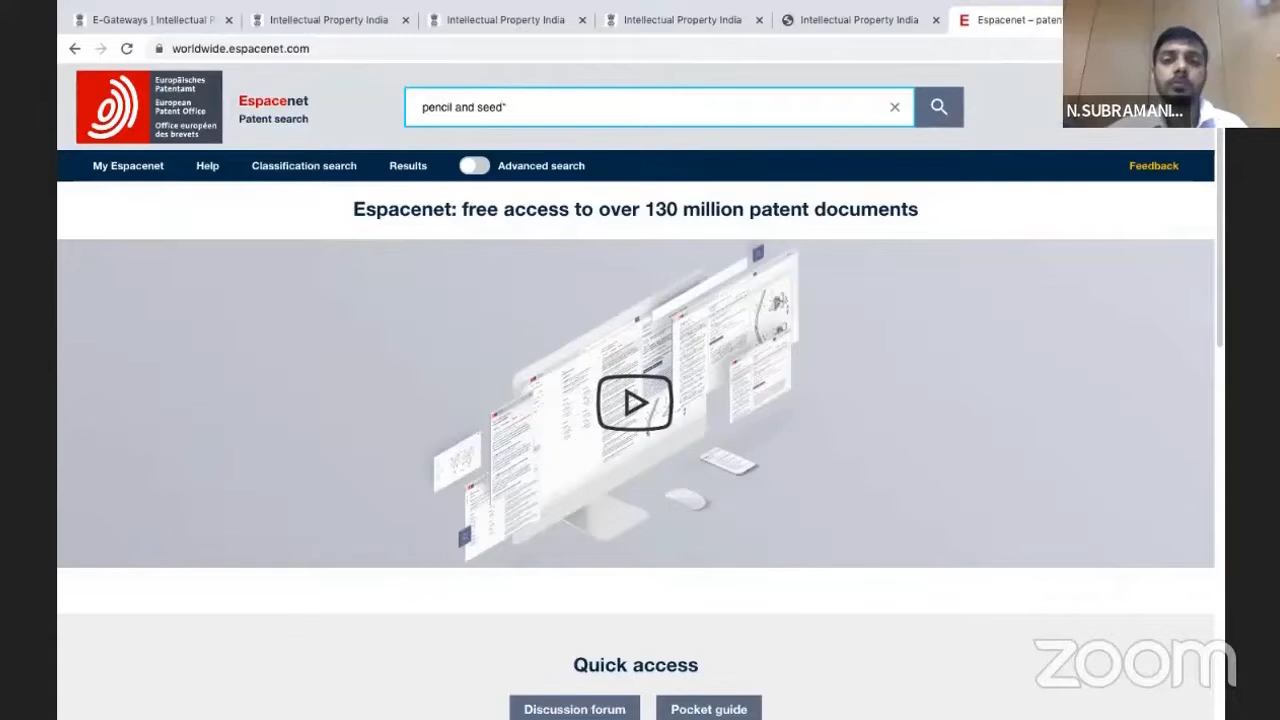 E-Gateways | Intellectual P
Intellectual Property India
Intellectual Property India
Intellectual Property India
Intellectual Property India
Espacenet – paten
worldwide.espacenet.com
N.SUBRAMANI...
Europäisches
Patentamt
European
Patent Office
Office européen
des brevets
Espacenet
Patent search
pencil and seed*
My Espacenet
Help
Classification search
Results
Advanced search
Feedback
Espacenet: free access to over 130 million patent documents
Quick access
Discussion forum
Pocket guide
zoom